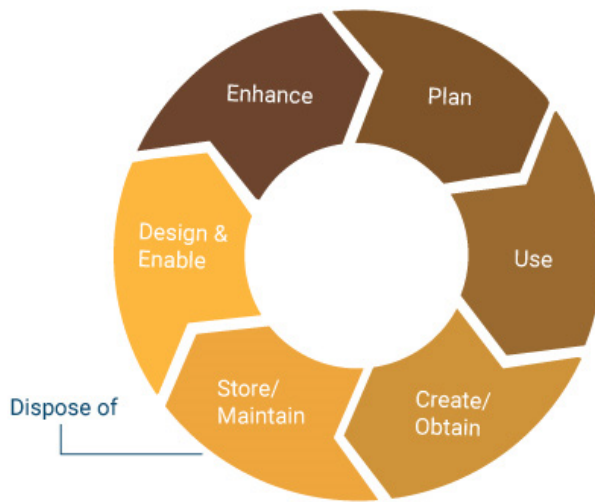 Enhance
Plan
Use
Create/
Obtain
Store/
Maintain
Design &
Enable
Dispose of